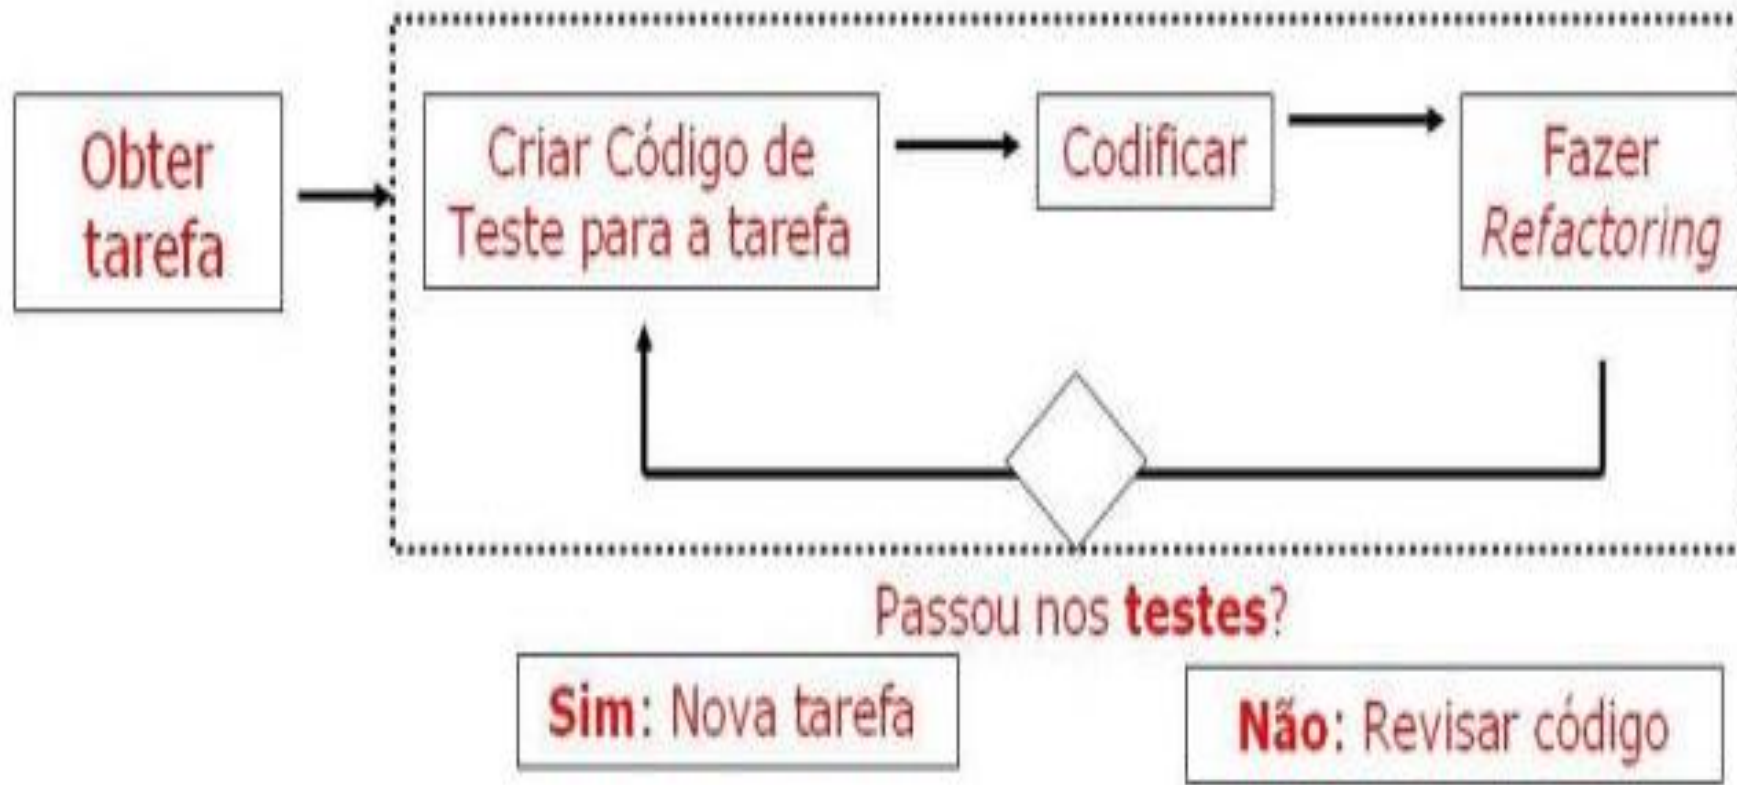 Obter
tarefa
Criar Código de
Teste para a tarefa
Codificar
Fazer
Refactoring
Passou nos testes?
Sim: Nova tarefa
Não: Revisar código